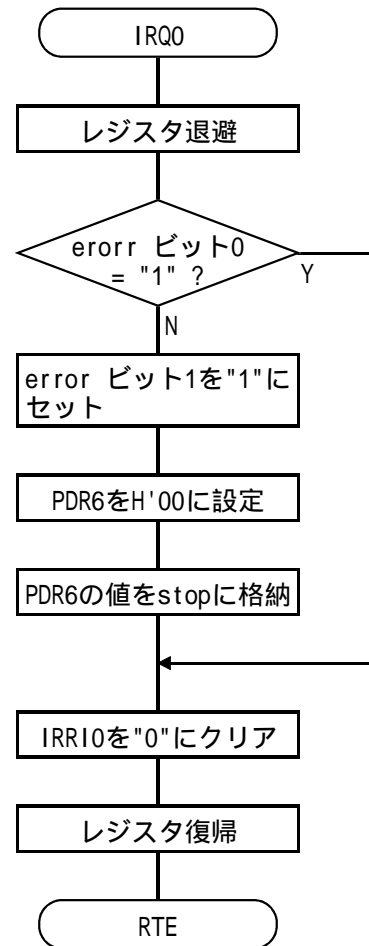 IRQ0
レジスタ退避
erorr ビット0
= "1" ?
Y
N
error ビット1を"1"に
セット
PDR6をH'00に設定
PDR6の値をstopに格納
IRRI0を"0"にクリア
レジスタ復帰
RTE